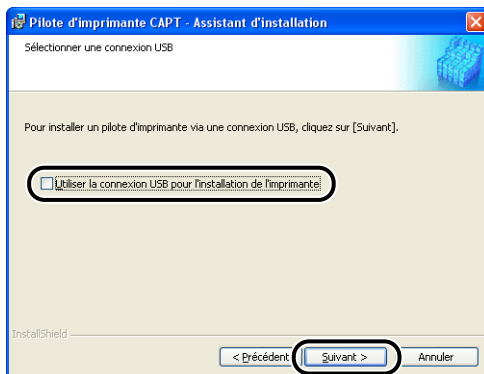 Pilote d'imprimante CAPT - Assistant d'installation
Sélectionner une connexion USB
Pour installer un pilote d'imprimante via une connexion USB, cliquez sur [Suivant].
Utiliser la connexion USB pour l'installation de l'imprimante
InstallShield
< Précédent Suivant > Annuler